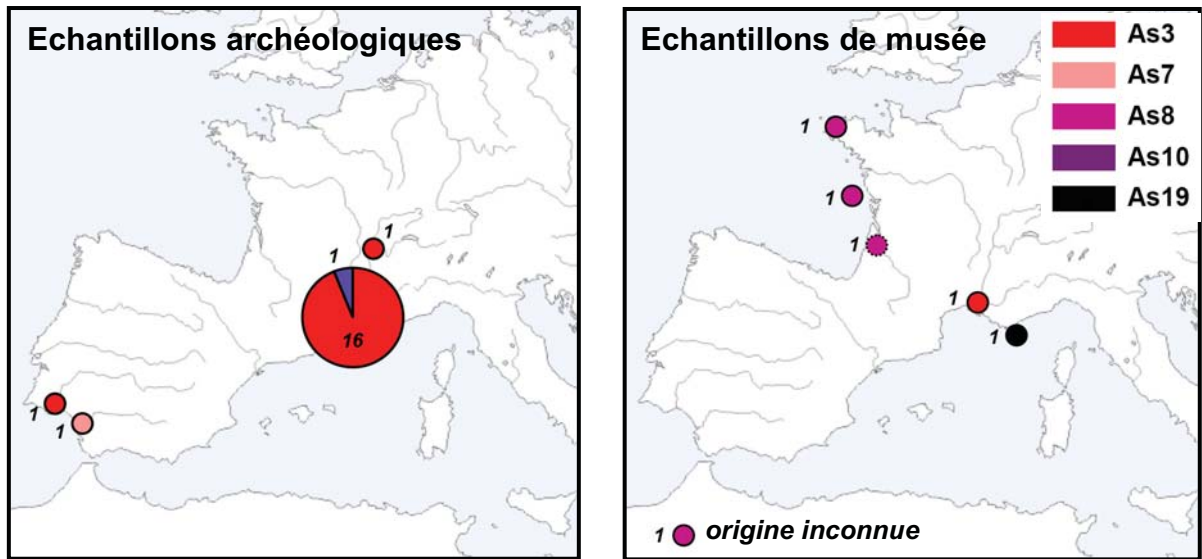 Echantillons archéologiques
1
1
16
1
1
Echantillons de musée
As3
As7
As8
As10
As19
1
1
1
1
1
1 origine inconnue